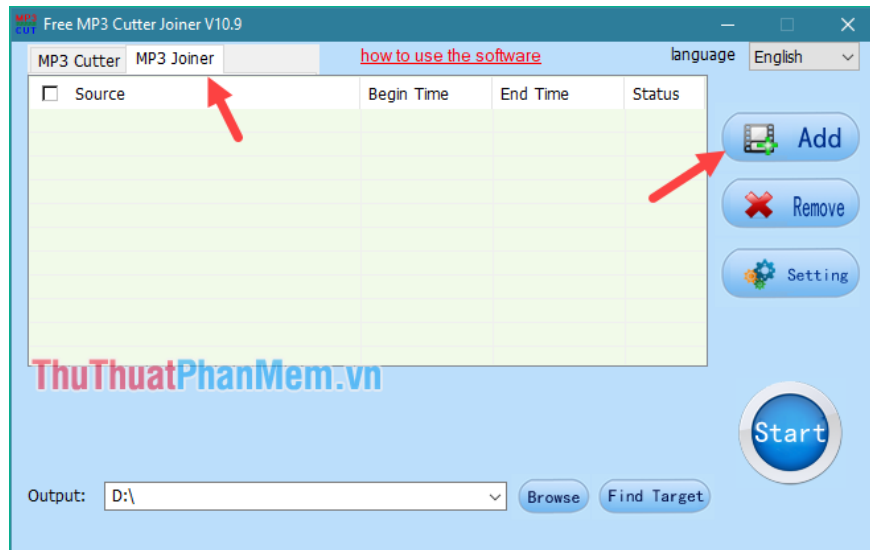 MP3 CUT Free MP3 Cutter Joiner V10.9
MP3 Cutter MP3 Joiner how to use the software language English
Source Begin Time End Time Status
Add
Remove
Setting
ThuThuatPhanMem.vn
Start
Output: D:\ Browse Find Target